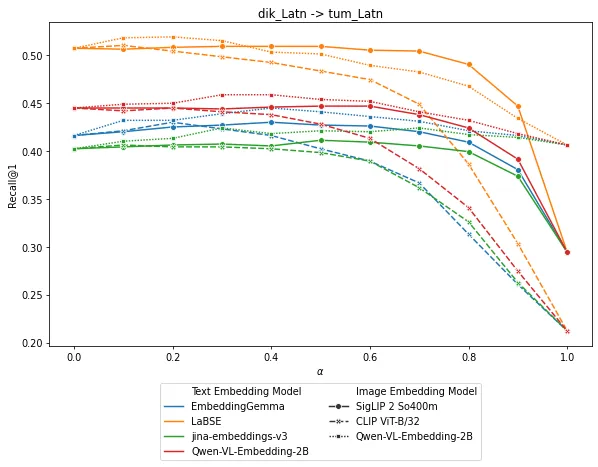 dik_Latn -> tum_Latn
Recall@1
0.50
0.45
0.40
0.35
0.30
0.25
0.20
0.0 0.2 0.4 0.6 0.8 1.0
α
Text Embedding Model Image Embedding Model
EmbeddingGemma SigLIP 2 So400m
LaBSE CLIP ViT-B/32
jina-embeddings-v3 Qwen-VL-Embedding-2B
Qwen-VL-Embedding-2B